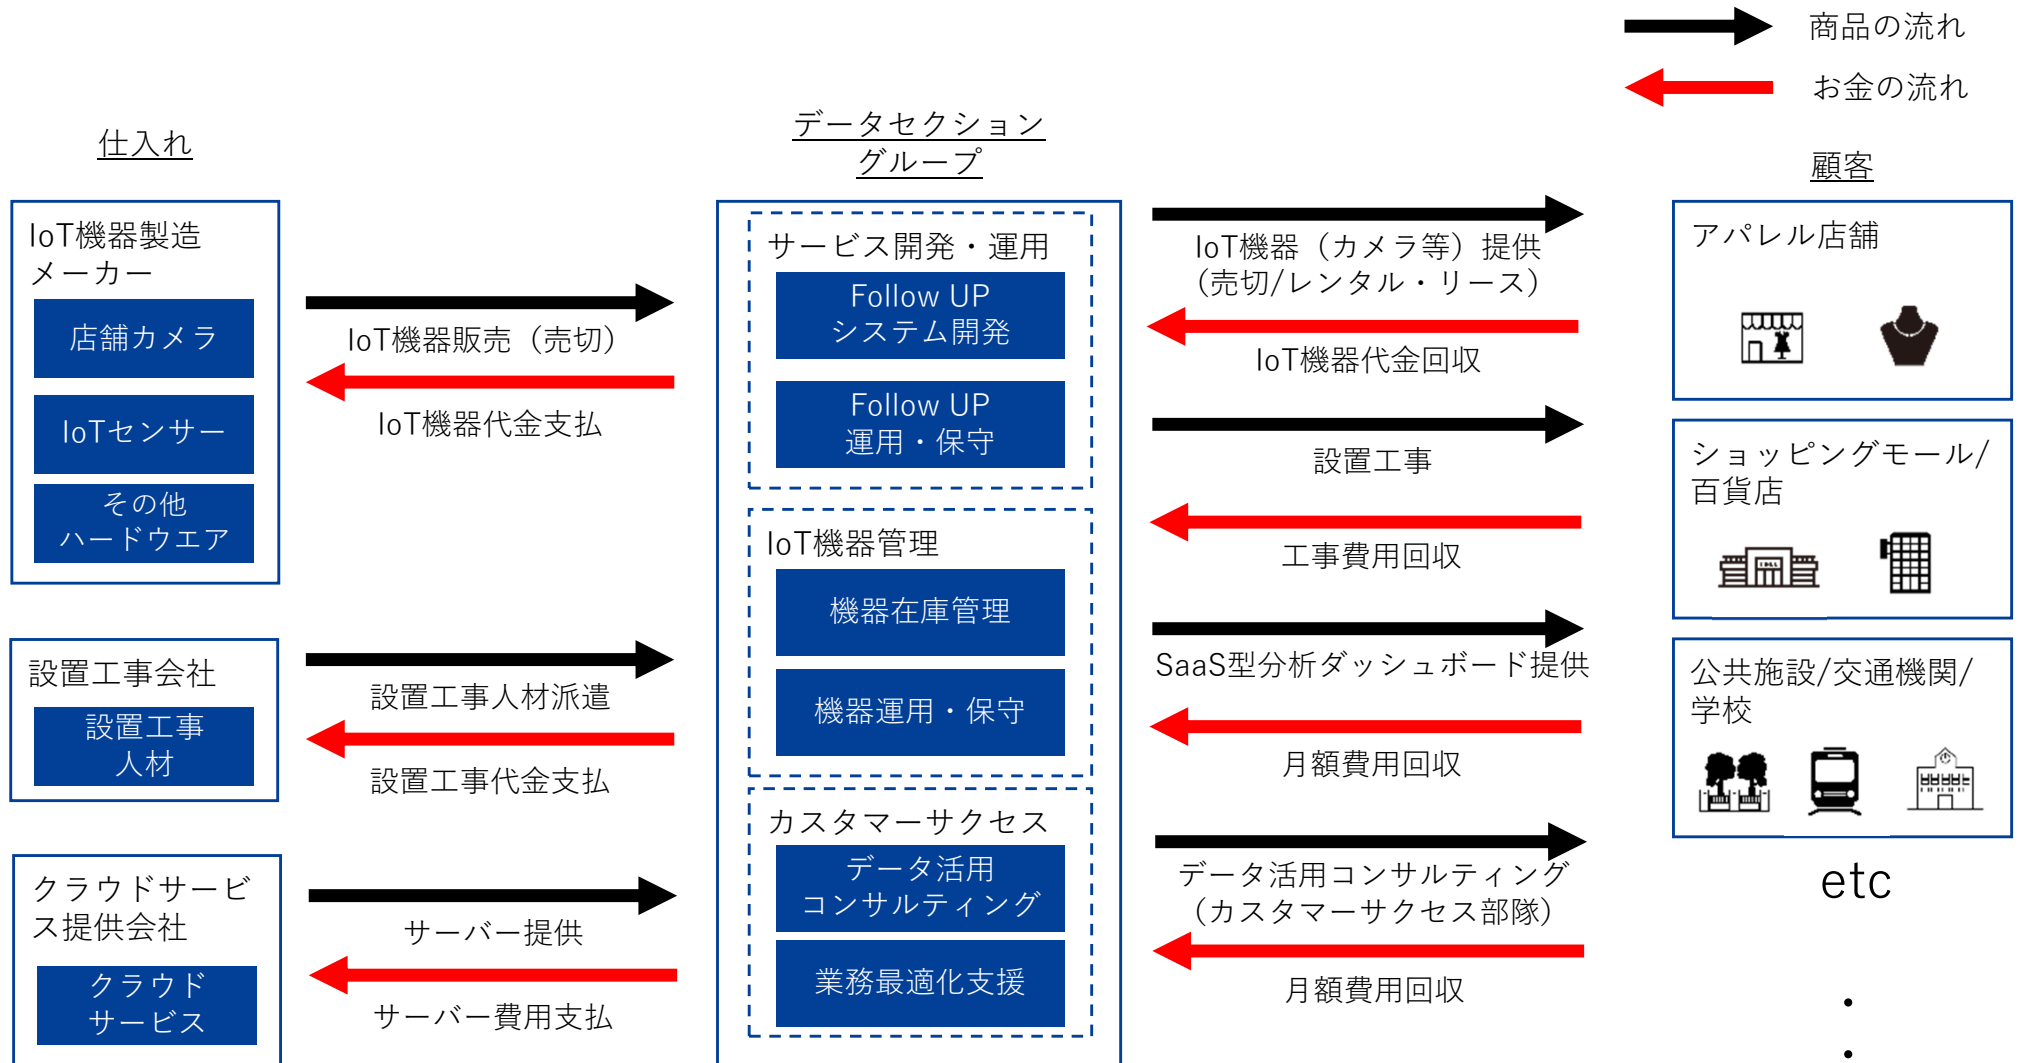 商品の流れ
お金の流れ
仕入れ
データセクション
グループ
顧客
IoT機器製造
メーカー
店舗カメラ
IoTセンサー
その他
ハードウエア
設置工事会社
設置工事
人材
クラウドサービ
ス提供会社
クラウド
サービス
IoT機器販売（売切）
IoT機器代金支払
設置工事人材派遣
設置工事代金支払
サーバー提供
サーバー費用支払
サービス開発・運用
Follow UP
システム開発
Follow UP
運用・保守
IoT機器管理
機器在庫管理
機器運用・保守
カスタマーサクセス
データ活用
コンサルティング
業務最適化支援
IoT機器（カメラ等）提供
（売切/レンタル・リース）
IoT機器代金回収
設置工事
工事費用回収
SaaS型分析ダッシュボード提供
月額費用回収
データ活用コンサルティング
（カスタマーサクセス部隊）
月額費用回収
アパレル店舗
ショッピングモール/
百貨店
公共施設/交通機関/
学校
etc
・
・